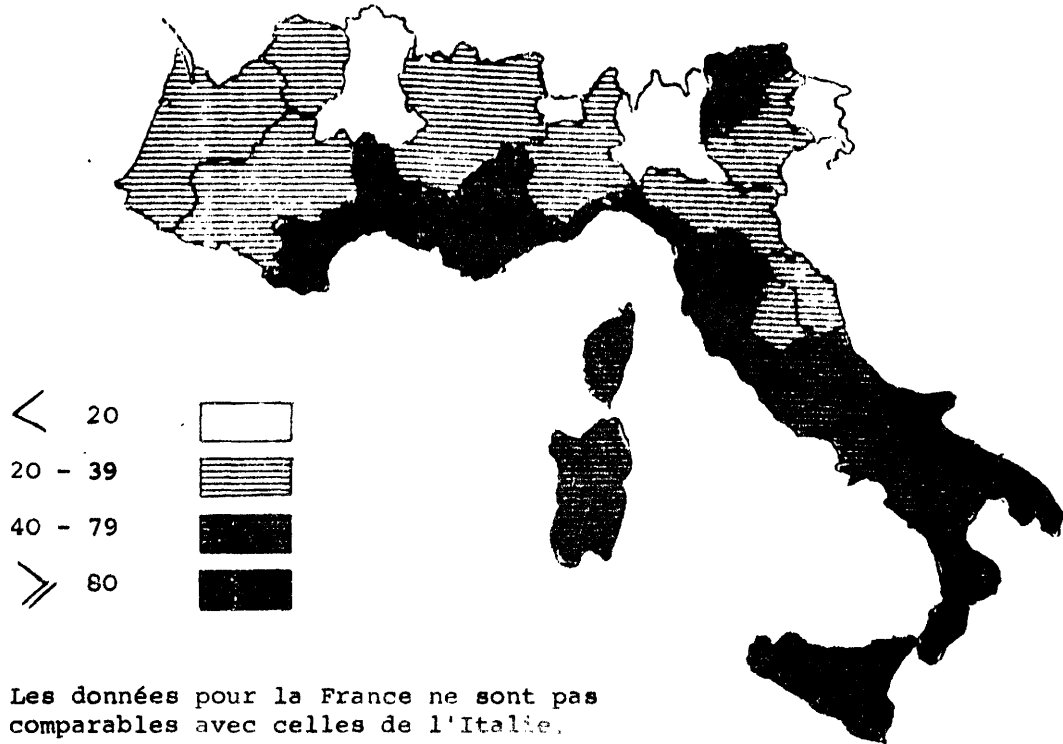 < 20
20 - 39
40 - 79
≥ 80
Les données pour la France ne sont pas
comparables avec celles de l'Italie.